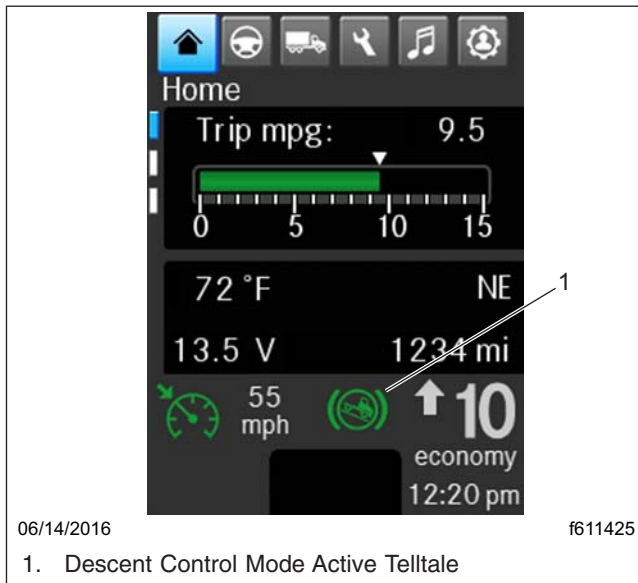 Home
Trip mpg: 9.5
0 5 10 15
72 °F NE
1
13.5 V 1234 mi
55 mph
10
economy
12:20 pm
06/14/2016 f611425
1. Descent Control Mode Active Telltale